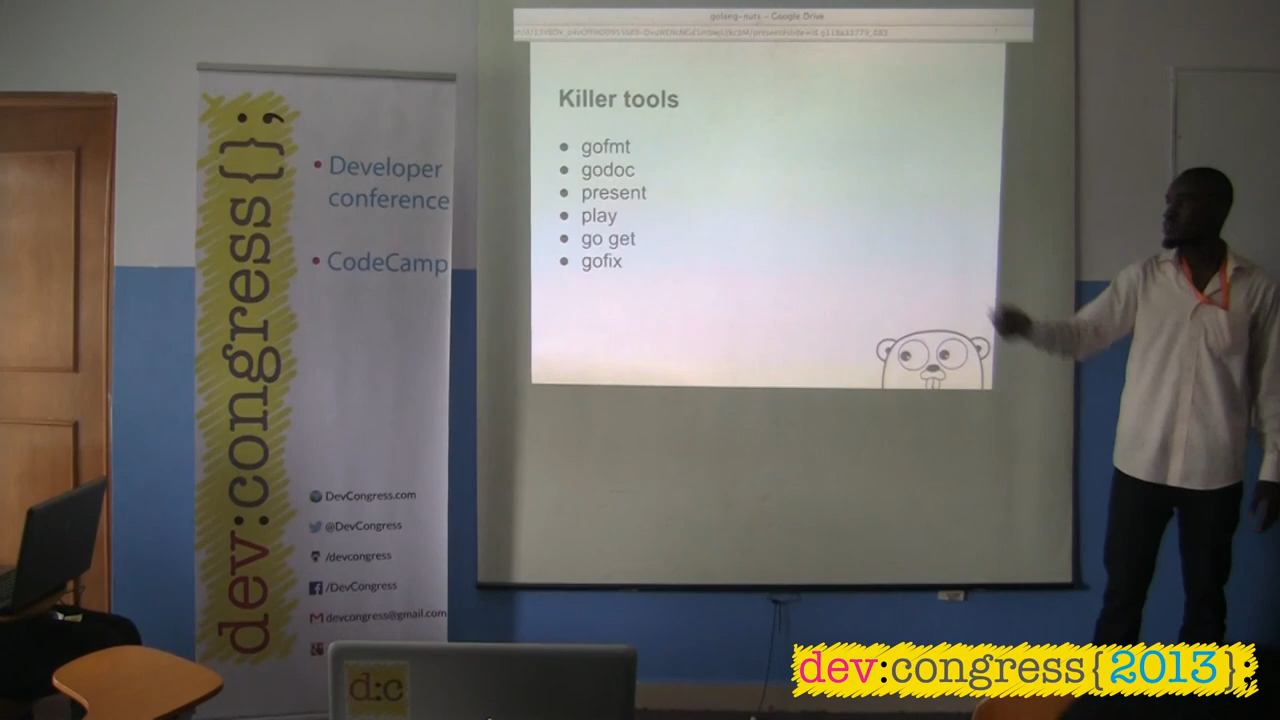 golang-nuts - Google Drive
Killer tools
• gofmt
• godoc
• present
• play
• go get
• gofix
dev:congress{};
• Developer
conference
• CodeCamp
DevCongress.com
@DevCongress
/devcongress
/DevCongress
devcongress@gmail.com
d:c
dev:congress{2013};